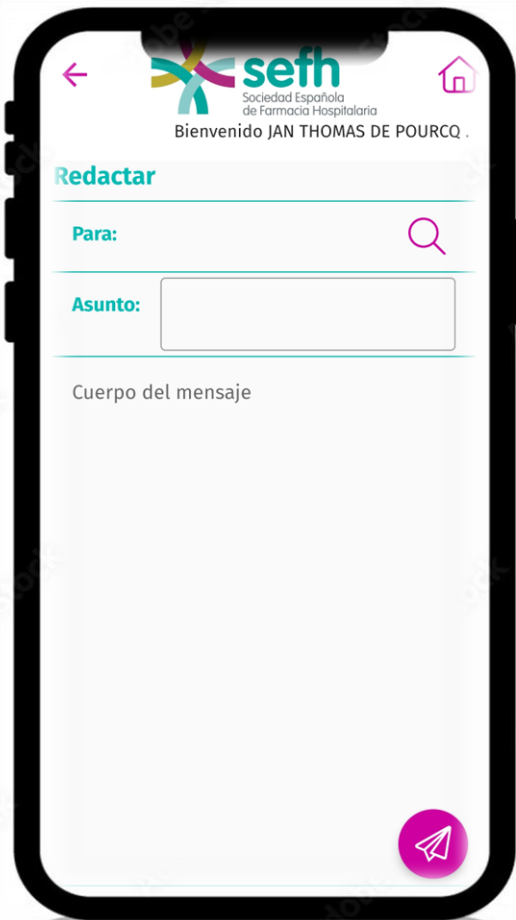 sefh
Sociedad Española
de Farmacia Hospitalaria
Bienvenido JAN THOMAS DE POURCQ .
Redactar
Para:
Asunto:
Cuerpo del mensaje